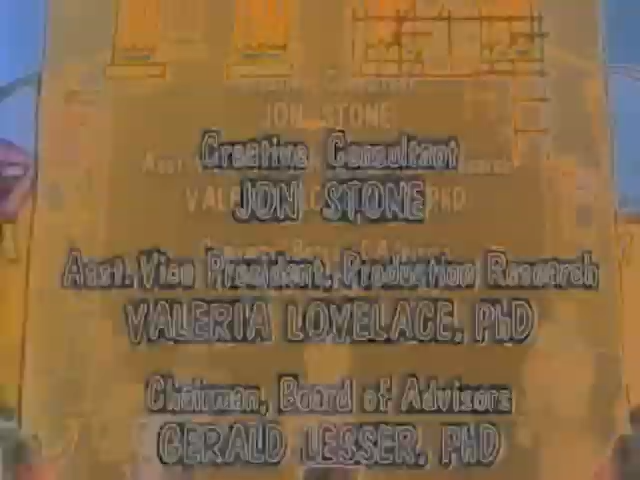 Creative Consultant
JON STONE
Asst. Vice President, Production Research
VALERIA LOVELACE, PhD
Chairman, Board of Advisors
GERALD LESSER, PhD